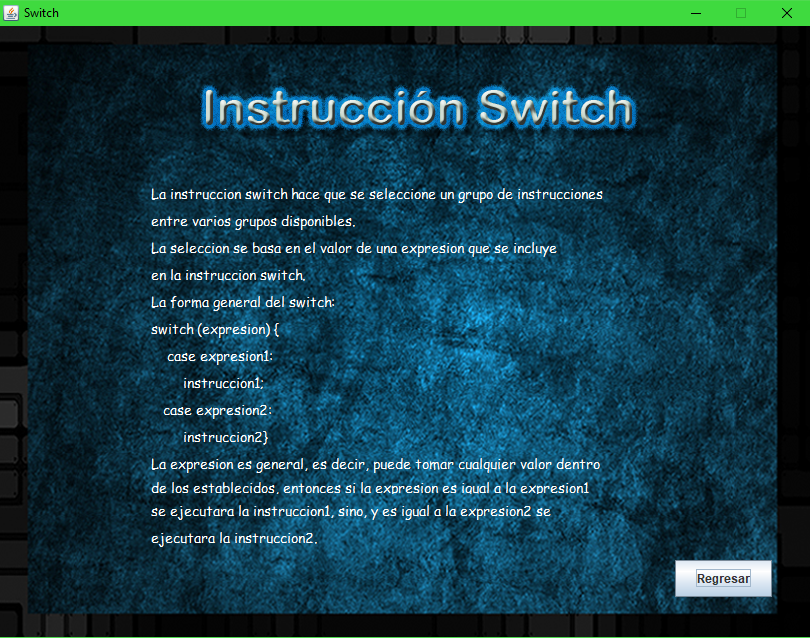 Switch
Instrucción Switch
La instruccion switch hace que se seleccione un grupo de instrucciones
entre varios grupos disponibles.
La seleccion se basa en el valor de una expresion que se incluye
en la instruccion switch.
La forma general del switch:
switch (expresion) {
case expresion1:
instruccion1;
case expresion2:
instruccion2}
La expresion es general, es decir, puede tomar cualquier valor dentro
de los establecidos, entonces si la expresion es igual a la expresion1
se ejecutara la instruccion1, sino, y es igual a la expresion2 se
ejecutara la instruccion2.
Regresar